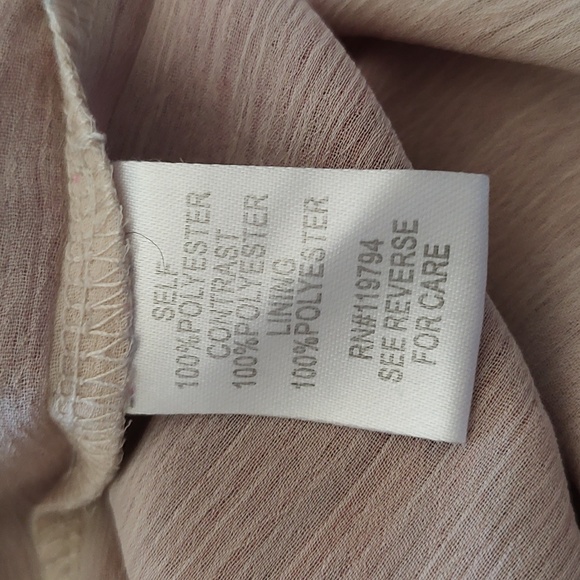 SELF
100%POLYESTER
CONTRAST
100%POLYESTER
LINING
100%POLYESTER
RN#119794
SEE REVERSE
FOR CARE